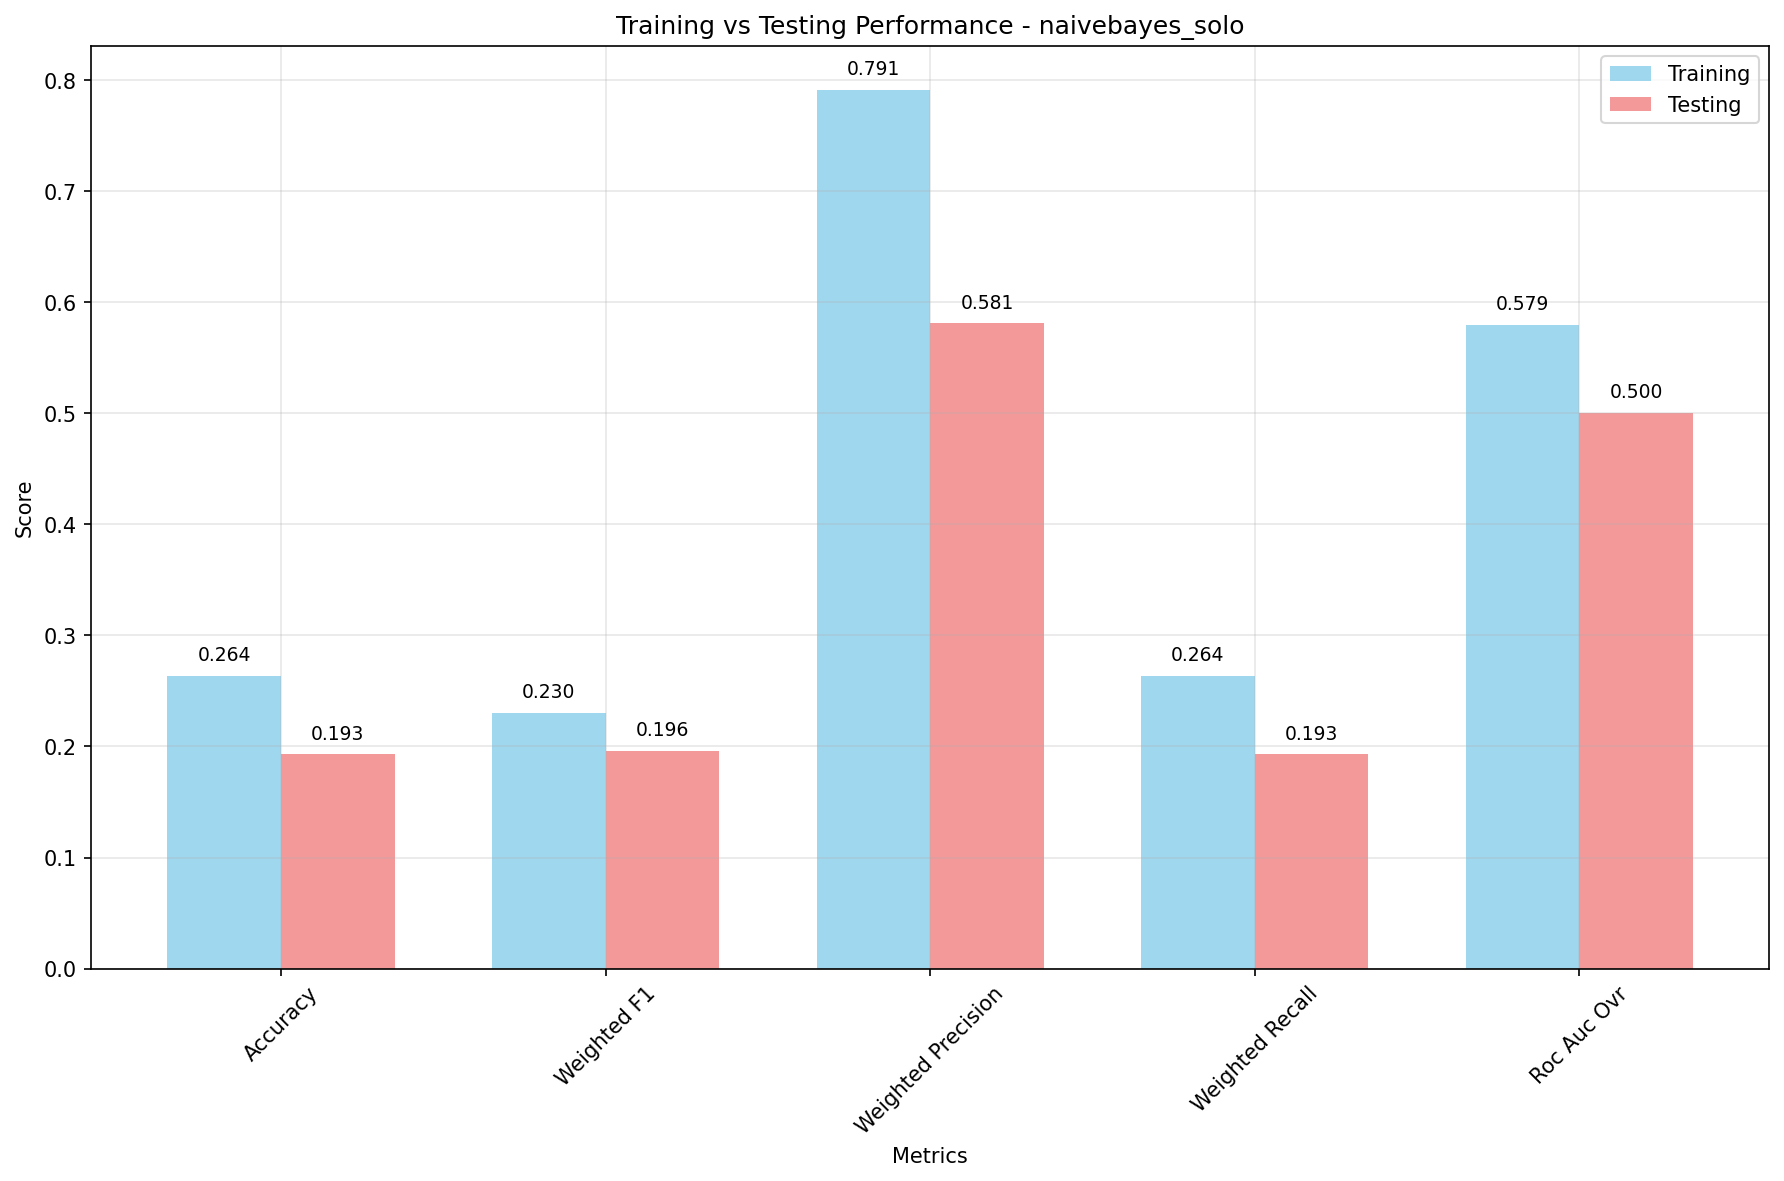 Training vs Testing Performance - naivebayes_solo
Training
Testing
Score
0.8
0.7
0.6
0.5
0.4
0.3
0.2
0.1
0.0
0.264
0.193
0.230
0.196
0.791
0.581
0.264
0.193
0.579
0.500
Accuracy
Weighted F1
Weighted Precision
Weighted Recall
Roc Auc Ovr
Metrics